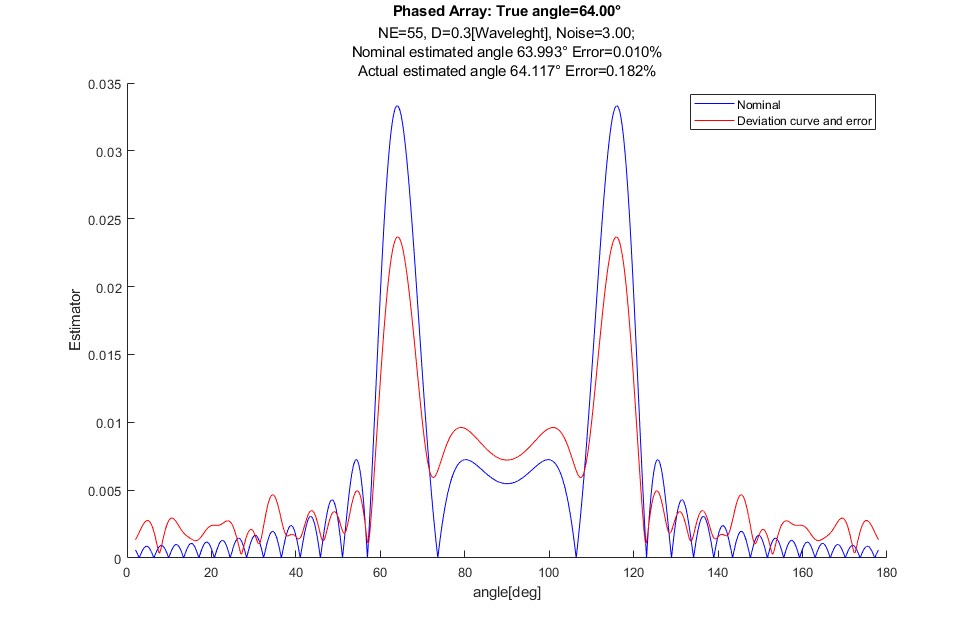 Phased Array: True angle=64.00°
NE=55, D=0.3[Waveleght], Noise=3.00;
Nominal estimated angle 63.993° Error=0.010%
Actual estimated angle 64.117° Error=0.182%
Nominal
Deviation curve and error
Estimator
0.035
0.03
0.025
0.02
0.015
0.01
0.005
0
0 20 40 60 80 100 120 140 160 180
angle[deg]